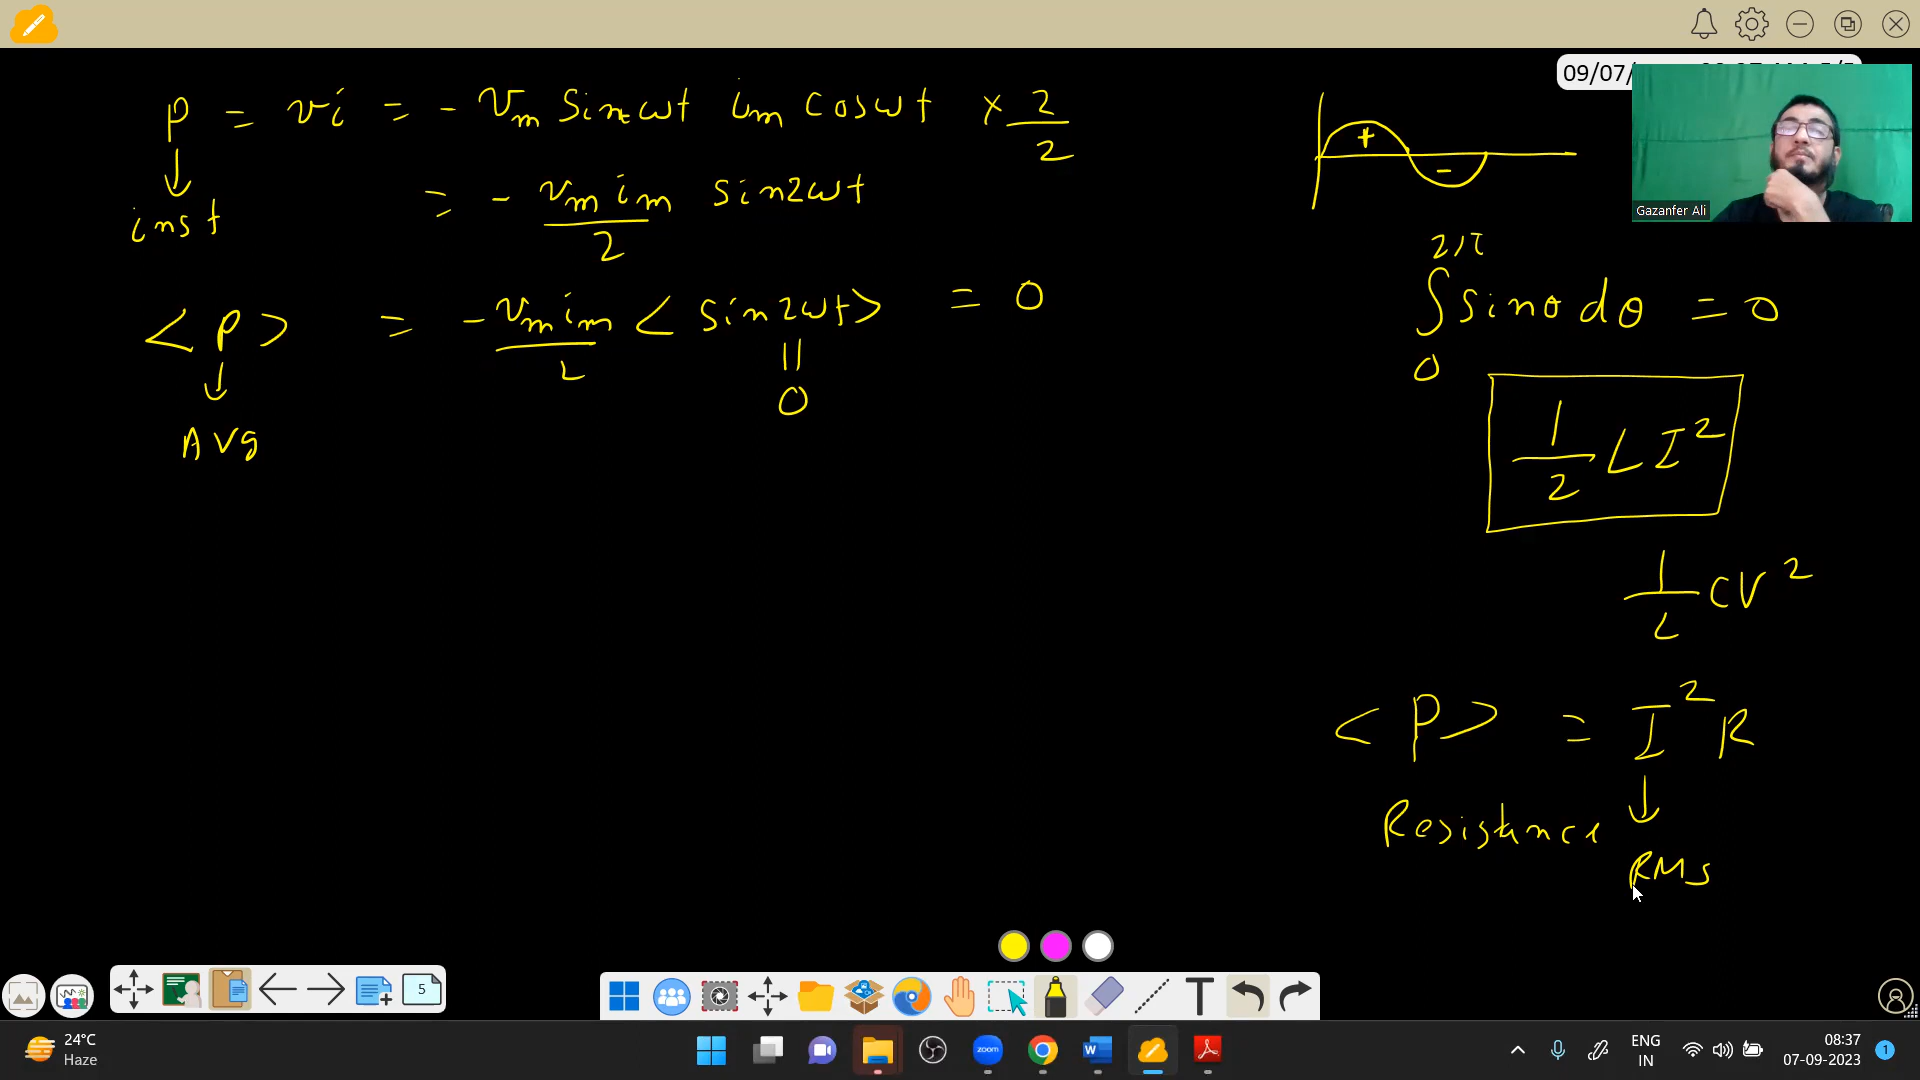 09/07/
p = vi = - Vm Sinωt im cosωt × 2/2
inst
= - vm im/2 sin2ωt
<p> = - vm im/2 < sin2ωt > = 0
||
0
Avg
+
-
Gazanfer Ali
∫₀^2π sinθ dθ = 0
1/2 LI²
1/2 CV²
<P> = I²R
Resistance
RMS
5
T
24°C
Haze
zoom
W
ENG
IN
08:37
07-09-2023
1